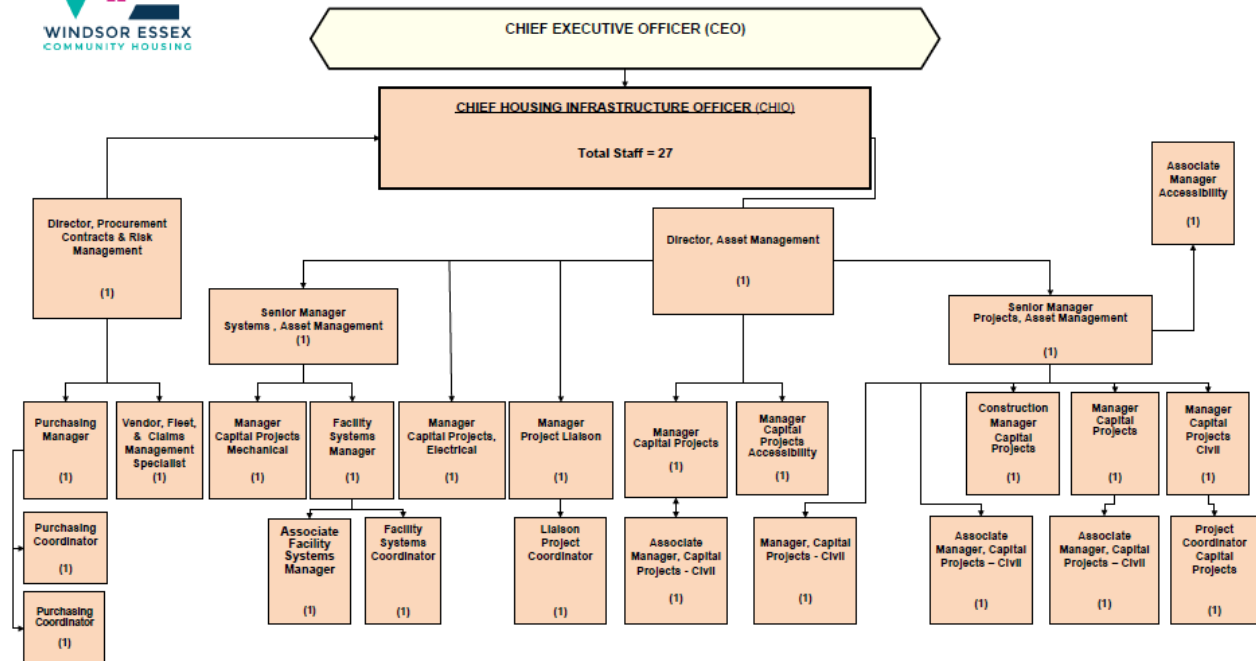 WINDSOR ESSEX
COMMUNITY HOUSING
CHIEF EXECUTIVE OFFICER (CEO)
CHIEF HOUSING INFRASTRUCTURE OFFICER (CHIO)
Total Staff = 27
Associate
Manager
Accessibility
(1)
Director, Procurement
Contracts & Risk
Management
(1)
Director, Asset Management
(1)
Senior Manager
Systems , Asset Management
(1)
Senior Manager
Projects, Asset Management
(1)
Purchasing
Manager
(1)
Vendor, Fleet,
& Claims
Management
Specialist
(1)
Manager
Capital Projects
Mechanical
(1)
Facility
Systems
Manager
(1)
Manager
Capital Projects,
Electrical
(1)
Manager
Project Liaison
(1)
Manager
Capital Projects
(1)
Manager
Capital
Projects
Accessibility
(1)
Construction
Manager
Capital
Projects
(1)
Manager
Capital
Projects
(1)
Manager
Capital
Projects
Civil
(1)
Purchasing
Coordinator
(1)
Associate
Facility
Systems
Manager
(1)
Facility
Systems
Coordinator
(1)
Liaison
Project
Coordinator
(1)
Associate
Manager, Capital
Projects - Civil
(1)
Manager, Capital
Projects - Civil
(1)
Associate
Manager, Capital
Projects – Civil
(1)
Associate
Manager, Capital
Projects – Civil
(1)
Project
Coordinator
Capital
Projects
(1)
Purchasing
Coordinator
(1)